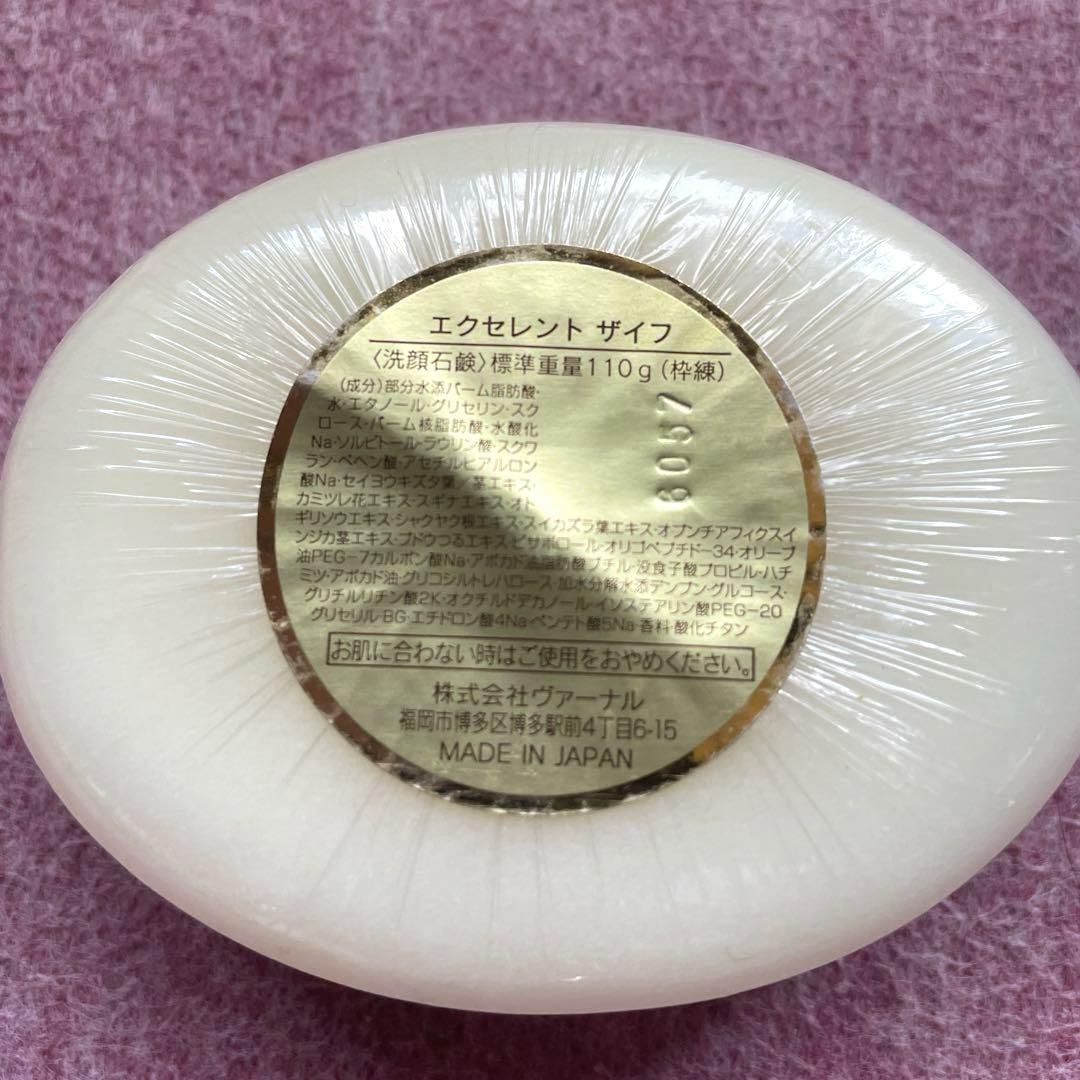 エクセレント ザイフ
〈洗顔石鹸〉標準重量110g(枠練)
(成分)部分水添パーム脂肪酸・
水・エタノール・グリセリン・スク
ロース・パーム核脂肪酸・水酸化
Na・ソルビトール・ラウリン酸・スクワ
ラン・ベヘン酸・アセチルヒアルロン
酸Na・セイヨウキズタ葉/茎エキス・
カミツレ花エキス・スギナエキス・オト
ギリソウエキス・シャクヤク根エキス・スイカズラ葉エキス・オプンチアフィクスイ
ンジカ茎エキス・ブドウつるエキス・ビサボロール・オリゴペプチド-34・オリーブ
油PEG-7カルボン酸Na・アボカド油脂肪酸ブチル・没食子酸プロピル・ハチ
ミツ・アボカド油・グリコシルトレハロース・加水分解水添デンプン・グルコース・
グリチルリチン酸2K・オクチルドデカノール・イソステアリン酸PEG-20
グリセリル・BG・エチドロン酸4Na・ペンテト酸5Na・香料・酸化チタン
お肌に合わない時はご使用をおやめください。
株式会社ヴァーナル
福岡市博多区博多駅前4丁目6-15
MADE IN JAPAN
6057